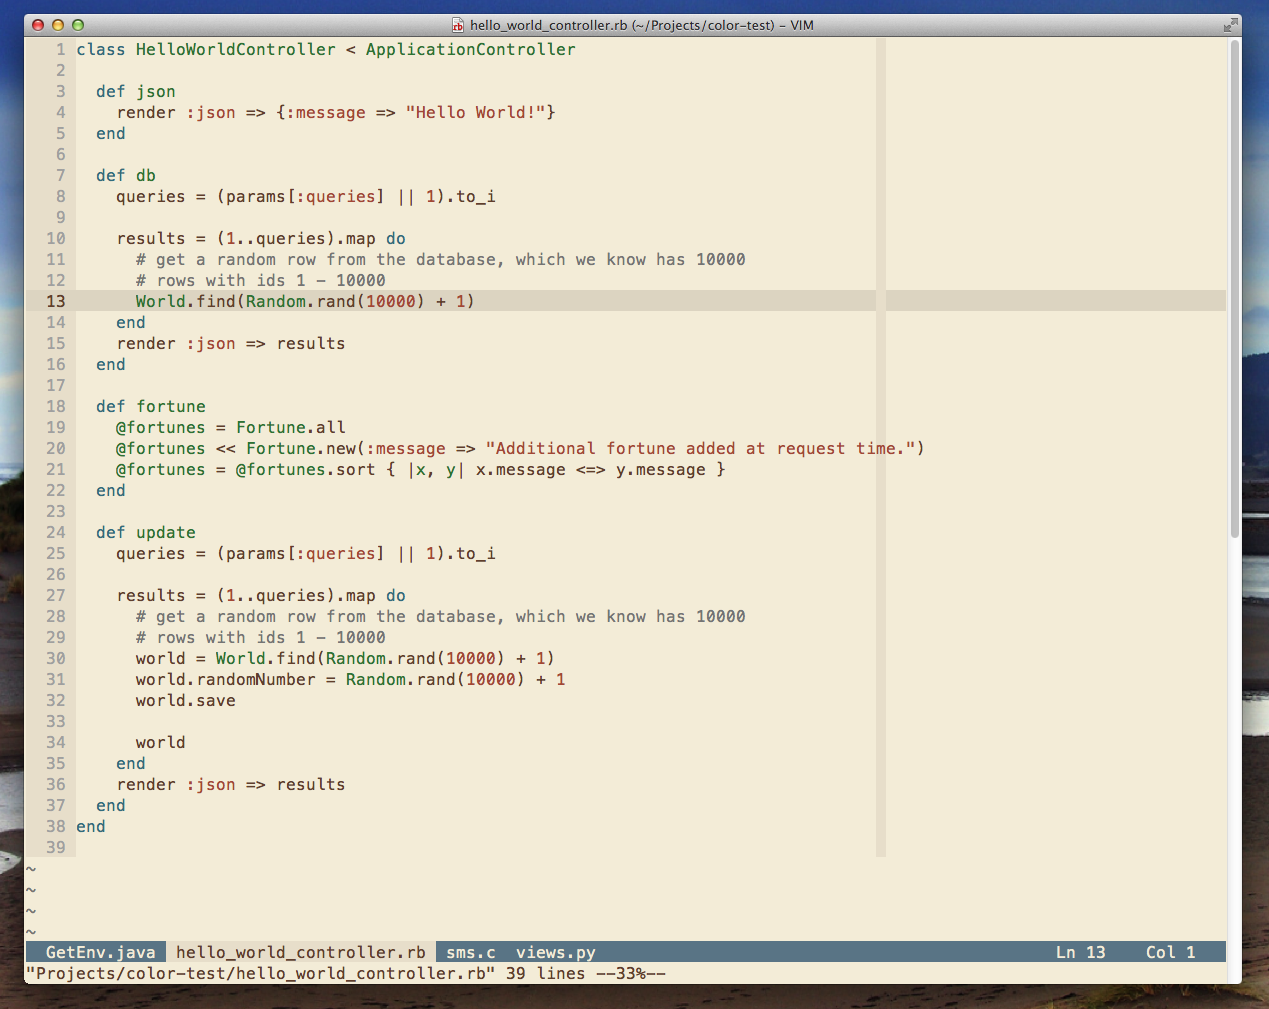 hello_world_controller.rb (~/Projects/color-test) – VIM
1 class HelloWorldController < ApplicationController
2
3   def json
4     render :json => {:message => "Hello World!"}
5   end
6
7   def db
8     queries = (params[:queries] || 1).to_i
9
10     results = (1..queries).map do
11       # get a random row from the database, which we know has 10000
12       # rows with ids 1 - 10000
13       World.find(Random.rand(10000) + 1)
14     end
15     render :json => results
16   end
17
18   def fortune
19     @fortunes = Fortune.all
20     @fortunes << Fortune.new(:message => "Additional fortune added at request time.")
21     @fortunes = @fortunes.sort { |x, y| x.message <=> y.message }
22   end
23
24   def update
25     queries = (params[:queries] || 1).to_i
26
27     results = (1..queries).map do
28       # get a random row from the database, which we know has 10000
29       # rows with ids 1 - 10000
30       world = World.find(Random.rand(10000) + 1)
31       world.randomNumber = Random.rand(10000) + 1
32       world.save
33
34       world
35     end
36     render :json => results
37   end
38 end
39
~
~
~
~
GetEnv.java hello_world_controller.rb sms.c views.py Ln 13 Col 1
"Projects/color-test/hello_world_controller.rb" 39 lines --33%--